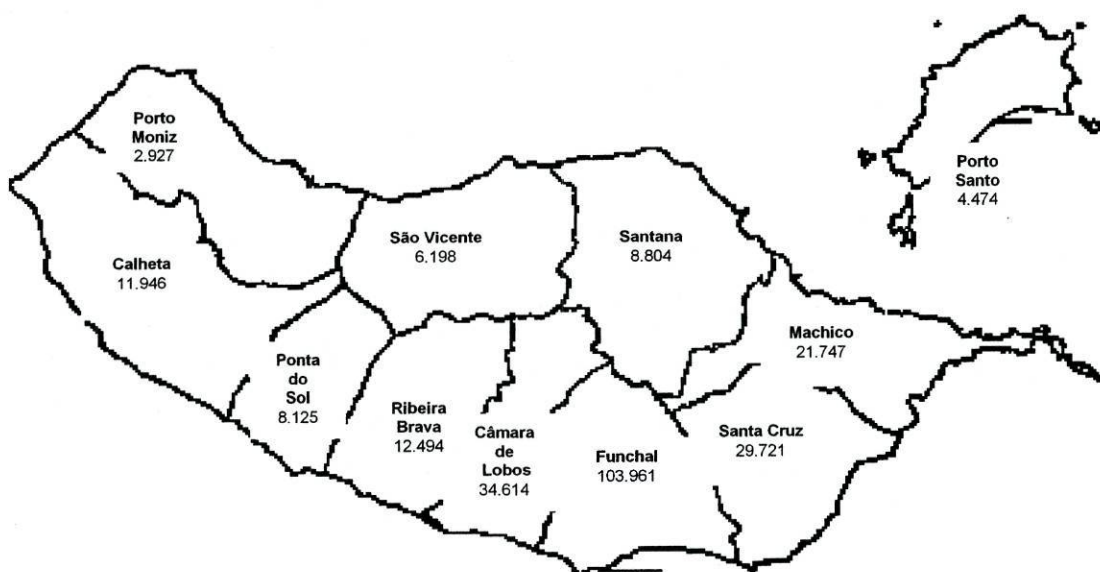 Porto
Moniz
2.927
Porto
Santo
4.474
São Vicente
6.198
Santana
8.804
Calheta
11.946
Machico
21.747
Ponta
do
Sol
8.125
Ribeira
Brava
12.494
Câmara
de
Lobos
34.614
Funchal
103.961
Santa Cruz
29.721